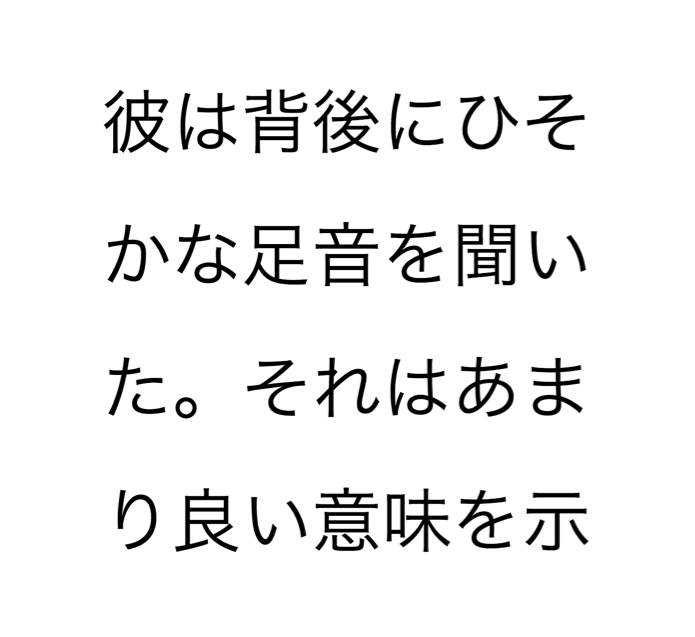 彼は背後にひそ
かな足音を聞い
た。それはあま
り良い意味を示